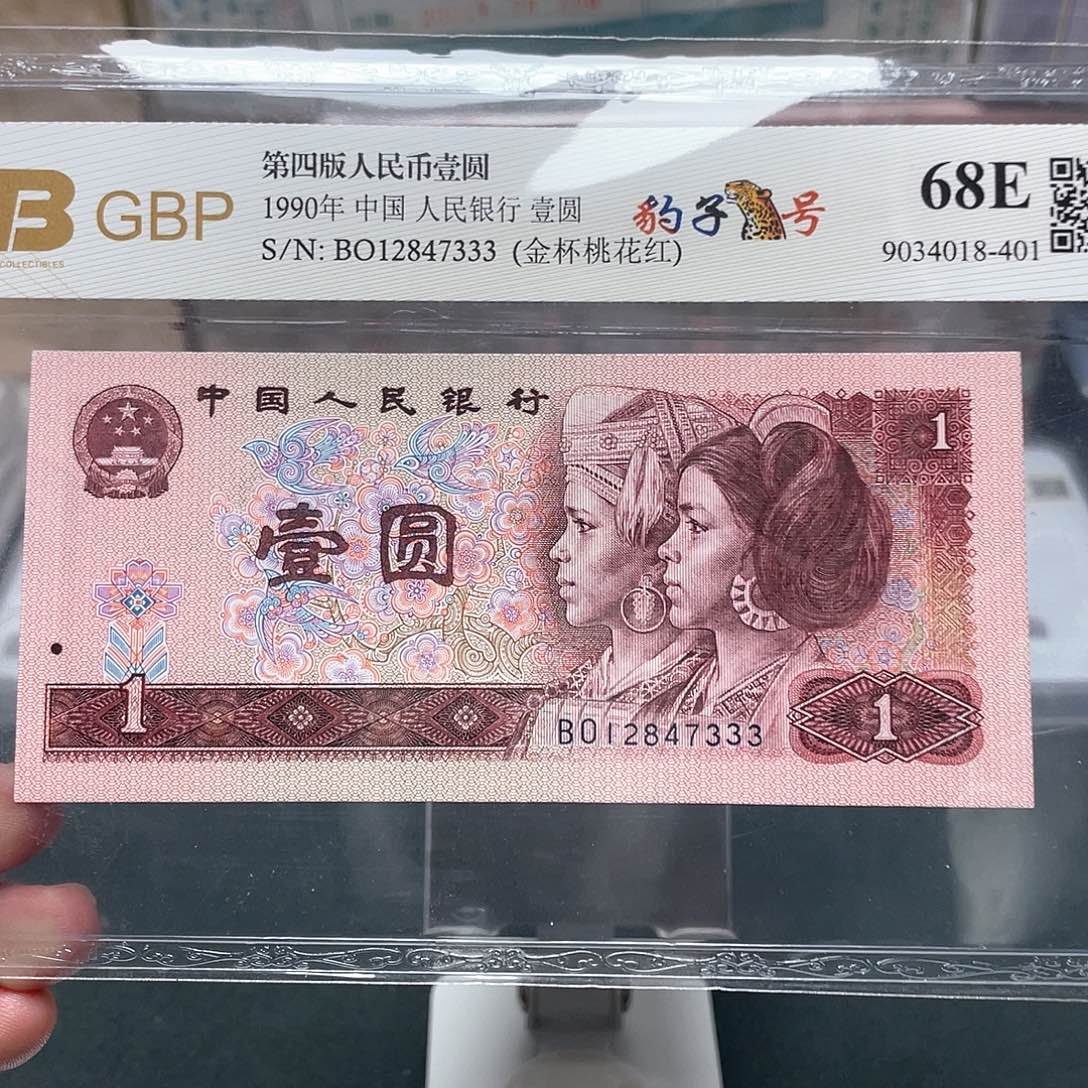 GBP
COLLECTIBLES
第四版人民币壹圆
1990年 中国 人民银行 壹圆
S/N: BO12847333 (金杯桃花红)
豹子号
68E
9034018-401
中国人民银行
1
壹圆
1
BO12847333
1